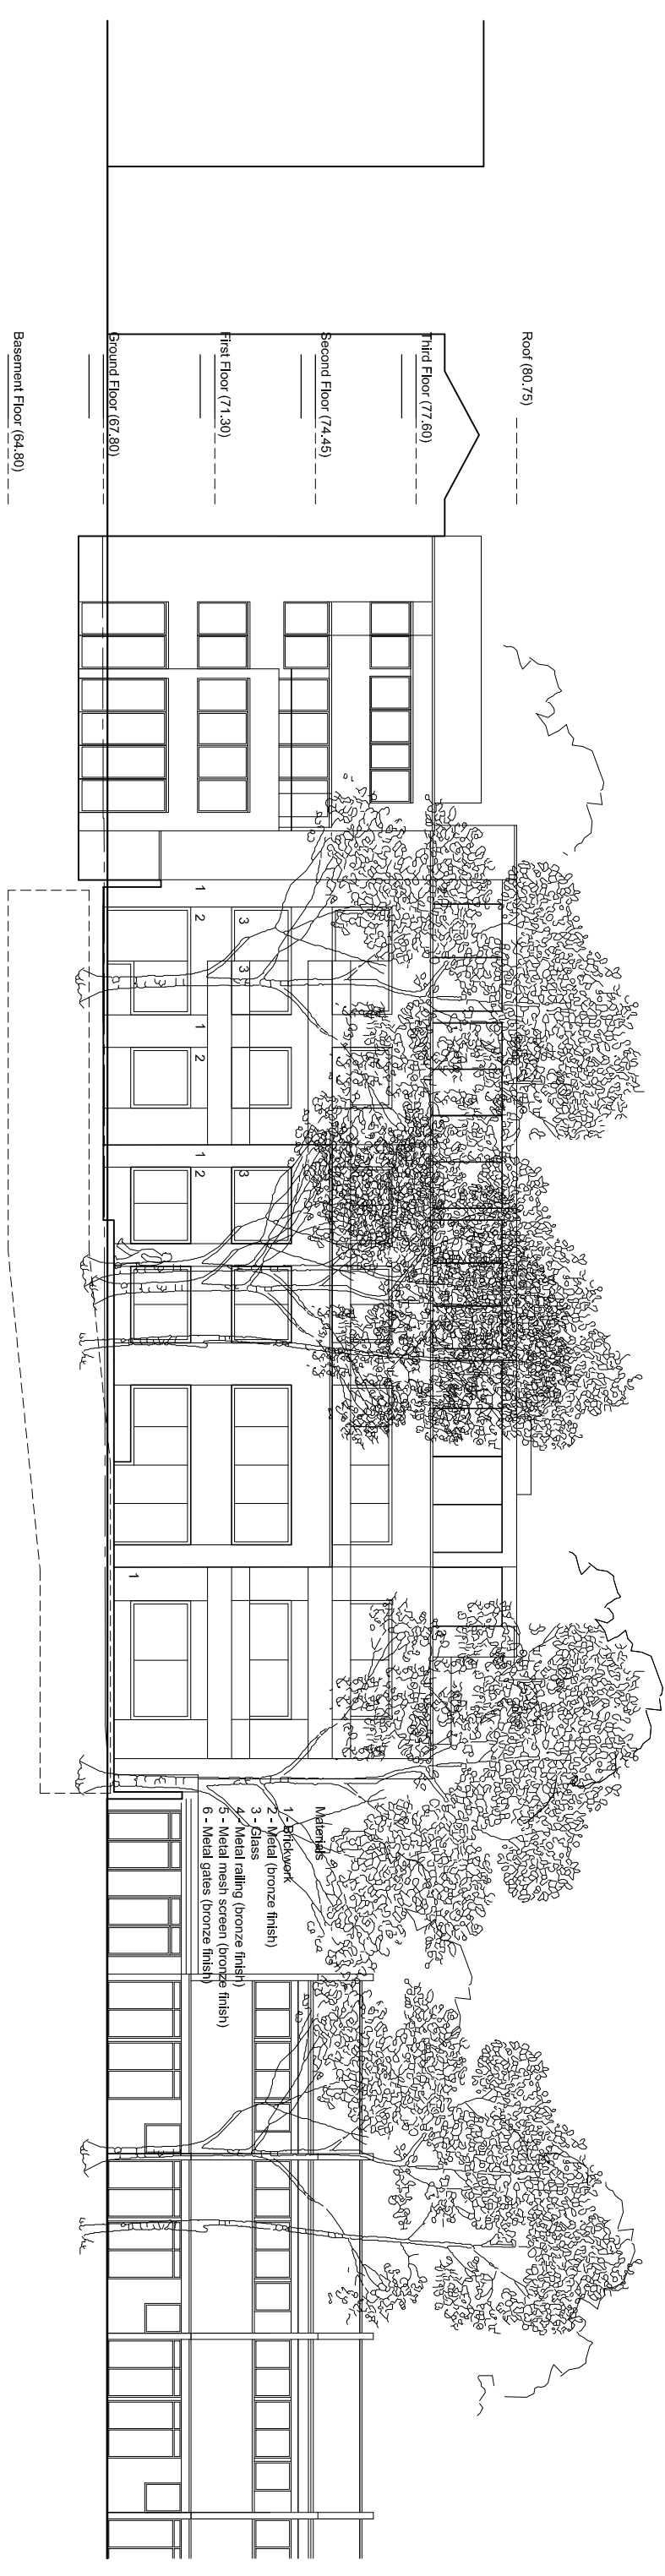 Roof (80.75)
Third Floor (77.60)
Second Floor (74.45)
First Floor (71.30)
Ground Floor (67.80)
Basement Floor (64.80)
3
3
3
1
2
1
2
1
2
1
Materials
1 - Brickwork
2 - Metal (bronze finish)
3 - Glass
4 - Metal railing (bronze finish)
5 - Metal mesh screen (bronze finish)
6 - Metal gates (bronze finish)